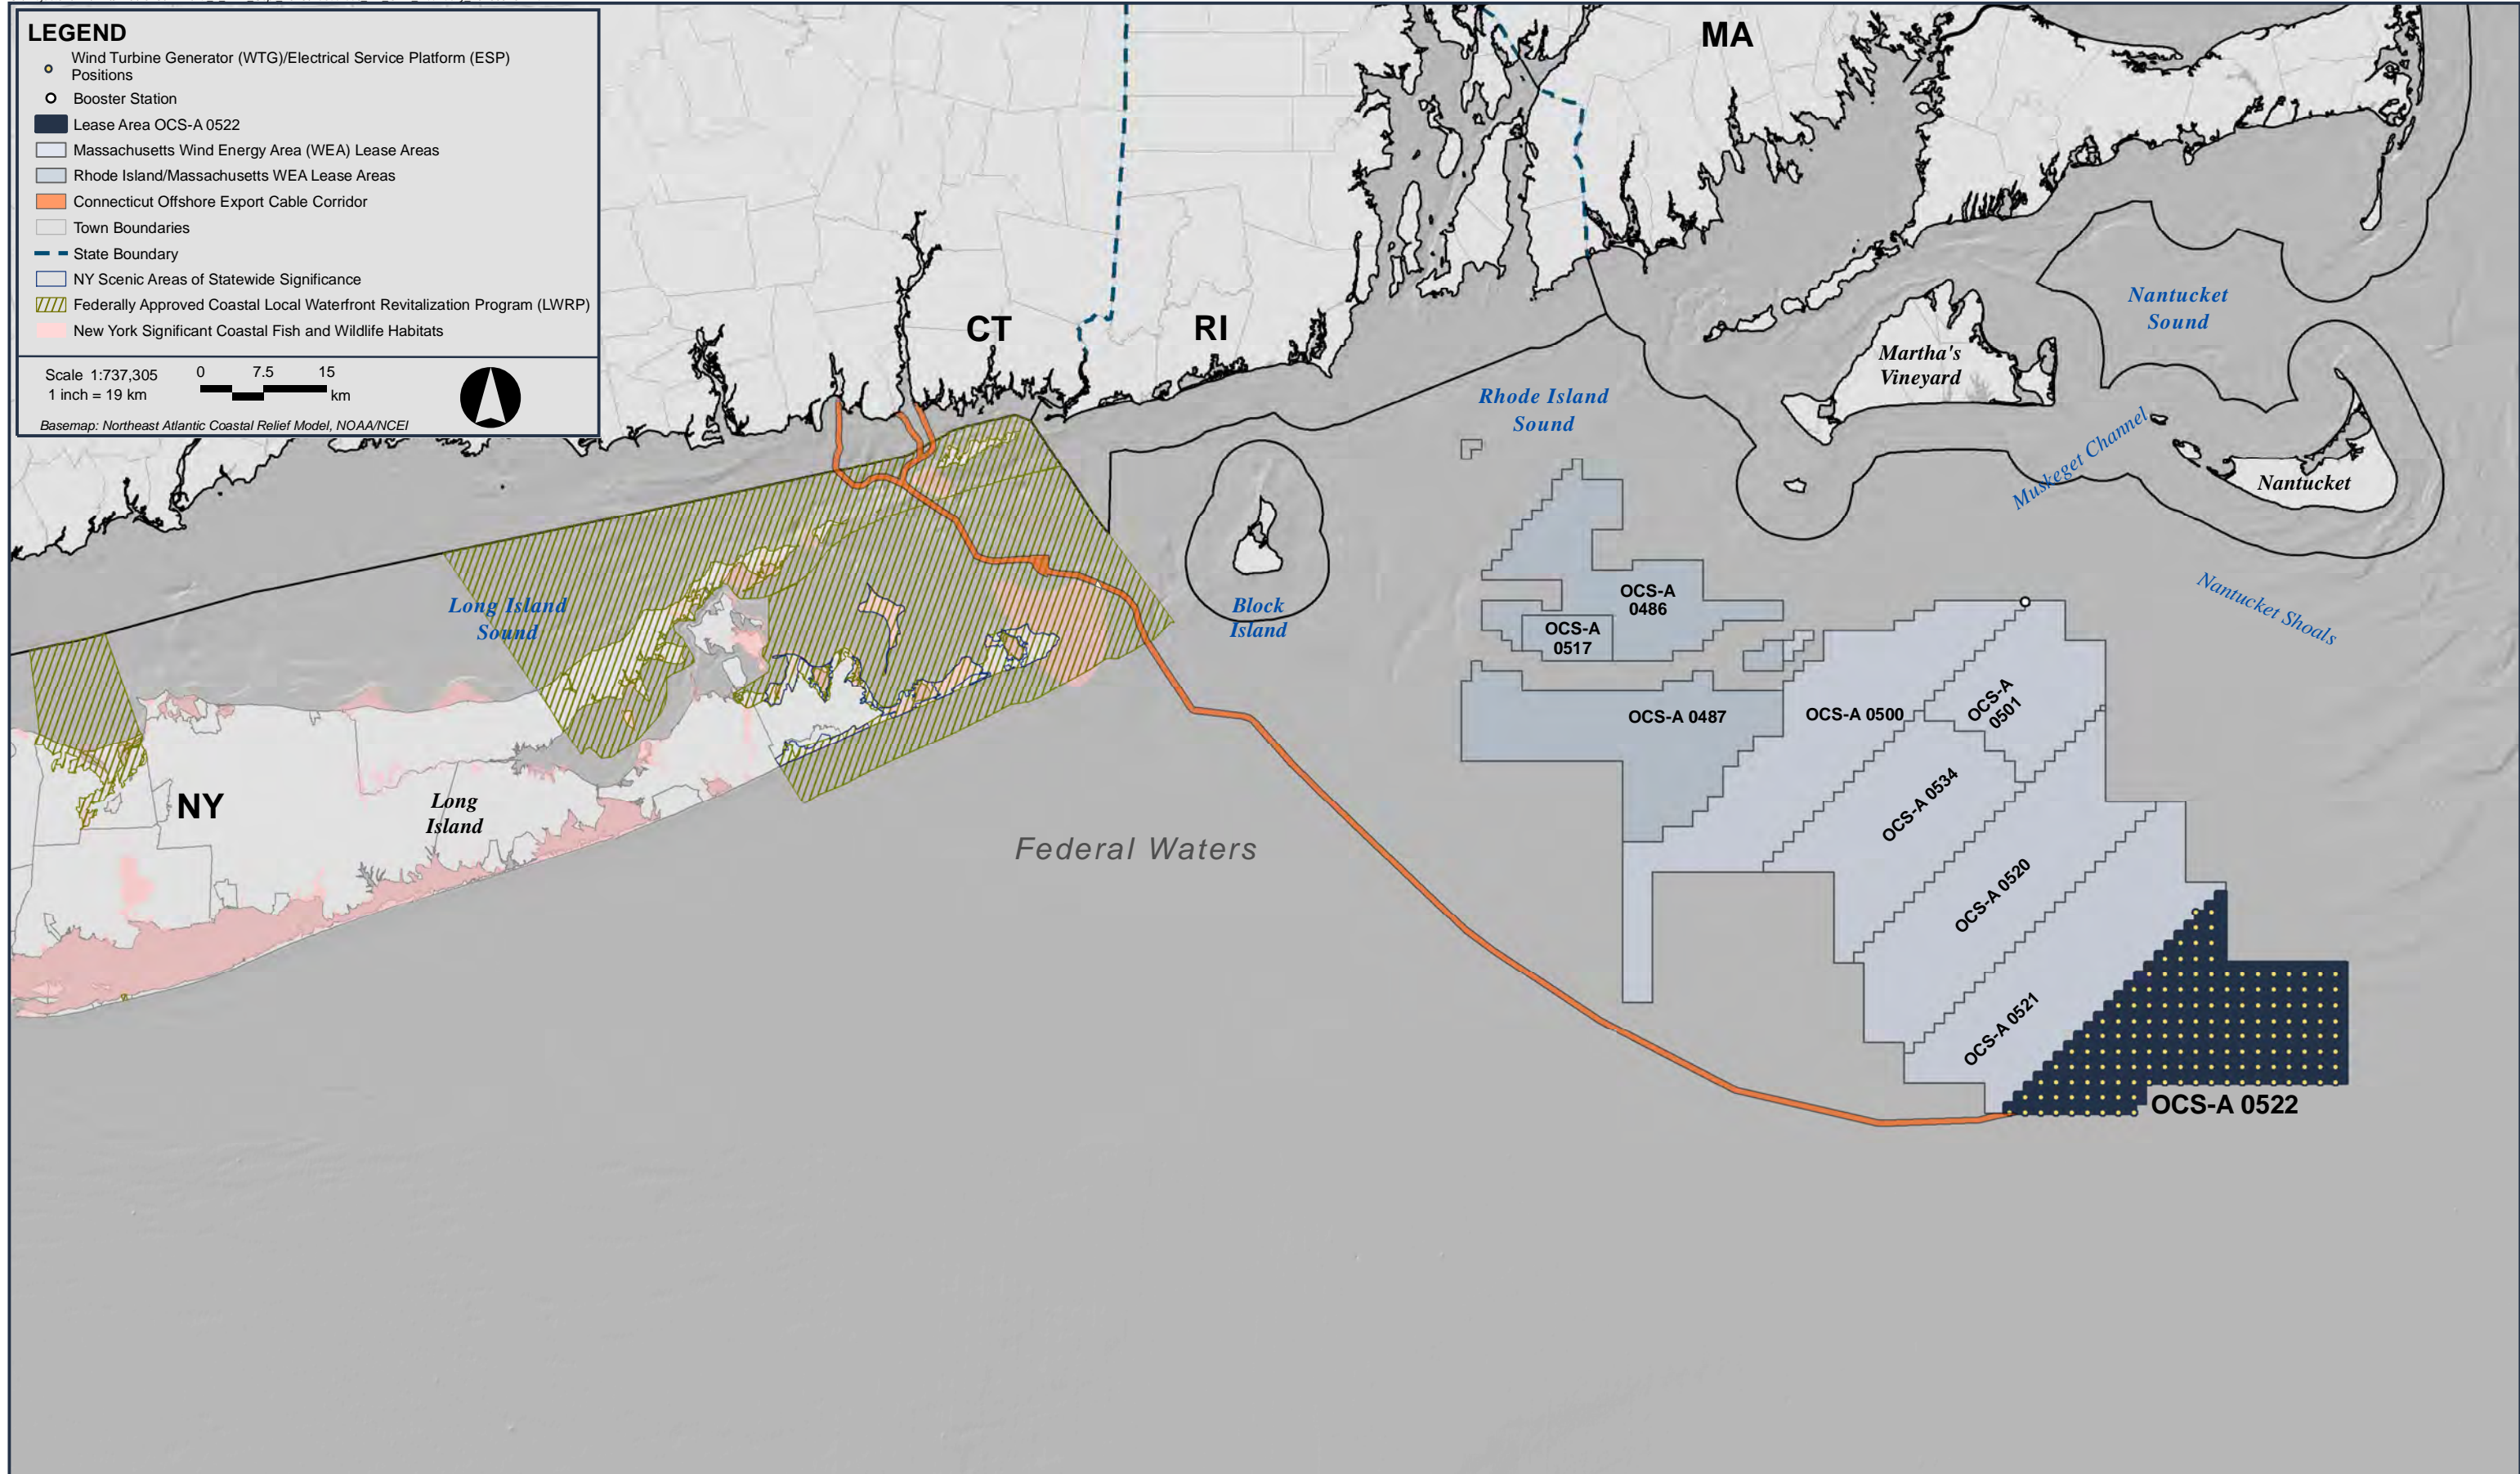 LEGEND
Wind Turbine Generator (WTG)/Electrical Service Platform (ESP)
Positions
Booster Station
Lease Area OCS-A 0522
Massachusetts Wind Energy Area (WEA) Lease Areas
Rhode Island/Massachusetts WEA Lease Areas
Connecticut Offshore Export Cable Corridor
Town Boundaries
State Boundary
NY Scenic Areas of Statewide Significance
Federally Approved Coastal Local Waterfront Revitalization Program (LWRP)
New York Significant Coastal Fish and Wildlife Habitats
Scale 1:737,305
1 inch = 19 km
0 7.5 15
km
Basemap: Northeast Atlantic Coastal Relief Model, NOAA/NCEI
MA
CT
RI
Nantucket
Sound
Martha's
Vineyard
Rhode Island
Sound
Muskeget Channel
Nantucket
Nantucket Shoals
Long Island
Sound
Block
Island
OCS-A
0486
OCS-A
0517
OCS-A 0487
OCS-A 0500
OCS-A
0501
OCS-A 0534
OCS-A 0520
OCS-A 0521
OCS-A 0522
NY
Long
Island
Federal Waters